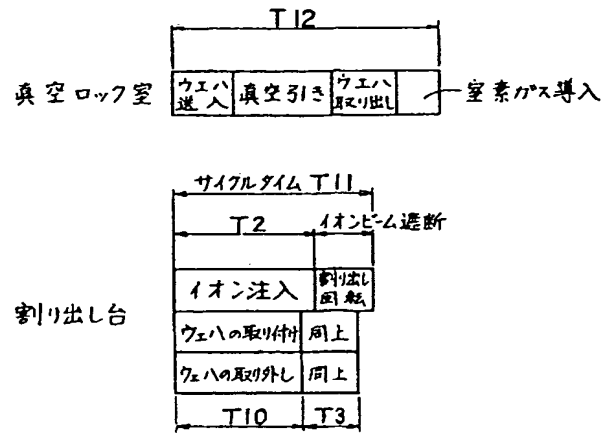 T12
真空ロック室
ウエハ送入
真空引き
ウエハ取り出し
窒素ガス導入
サイクルタイム T11
T2
イオンビーム遮断
割り出し台
イオン注入
割り出し回転
ウエハの取り付け
同上
ウエハの取り外し
同上
T10
T3